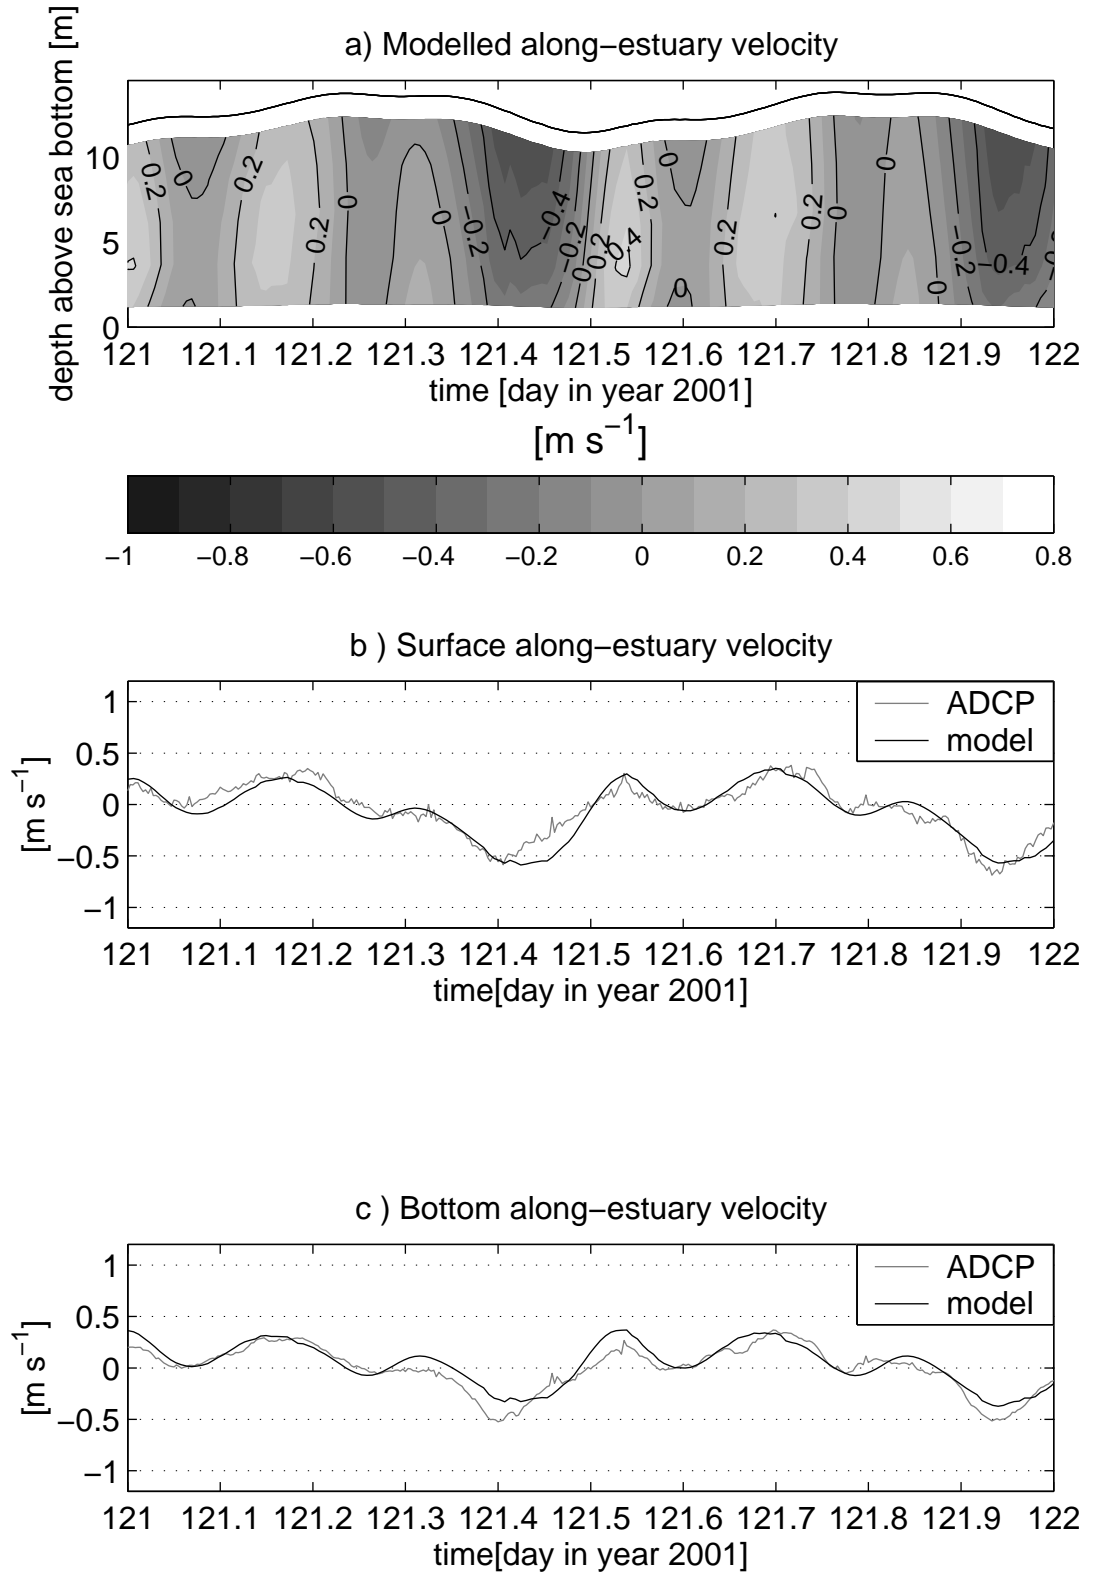 a) Modelled along−estuary velocity
depth above sea bottom [m]
10
5
0
0.2
0
0.2
0.2
0
0
−0.2
−0.4
−0.2
0
0.2
0.4
0.2
0
0
0.2
0.2
0
0
0
−0.2
−0.4
121 121.1 121.2 121.3 121.4 121.5 121.6 121.7 121.8 121.9 122
time [day in year 2001]
[m s−1]
−1 −0.8 −0.6 −0.4 −0.2 0 0.2 0.4 0.6 0.8
b ) Surface along−estuary velocity
[m s−1]
1
0.5
0
−0.5
−1
ADCP
model
121 121.1 121.2 121.3 121.4 121.5 121.6 121.7 121.8 121.9 122
time[day in year 2001]
c ) Bottom along−estuary velocity
[m s−1]
1
0.5
0
−0.5
−1
ADCP
model
121 121.1 121.2 121.3 121.4 121.5 121.6 121.7 121.8 121.9 122
time[day in year 2001]